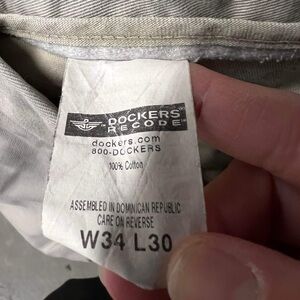 DOCKERS
RECODE
dockers.com
800-DOCKERS
100% Cotton
ASSEMBLED IN DOMINICAN REPUBLIC
CARE ON REVERSE
W34 L30